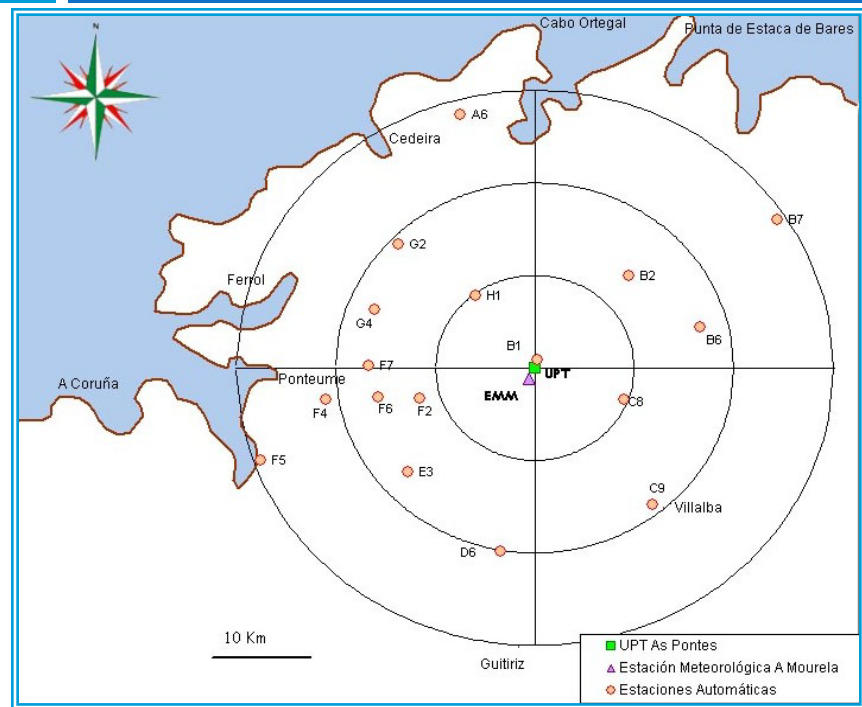 Cabo Ortegal
Punta de Estaca de Bares
N
A6
Cedeira
B7
G2
B2
Ferrol
H1
G4
B6
B1
F7
UPT
A Coruña
Ponteume
EMM
F4
F6
F2
C8
F5
E3
C9
Villalba
D6
10 Km
Guitiriz
UPT As Pontes
Estación Meteorológica A Mourela
Estaciones Automáticas